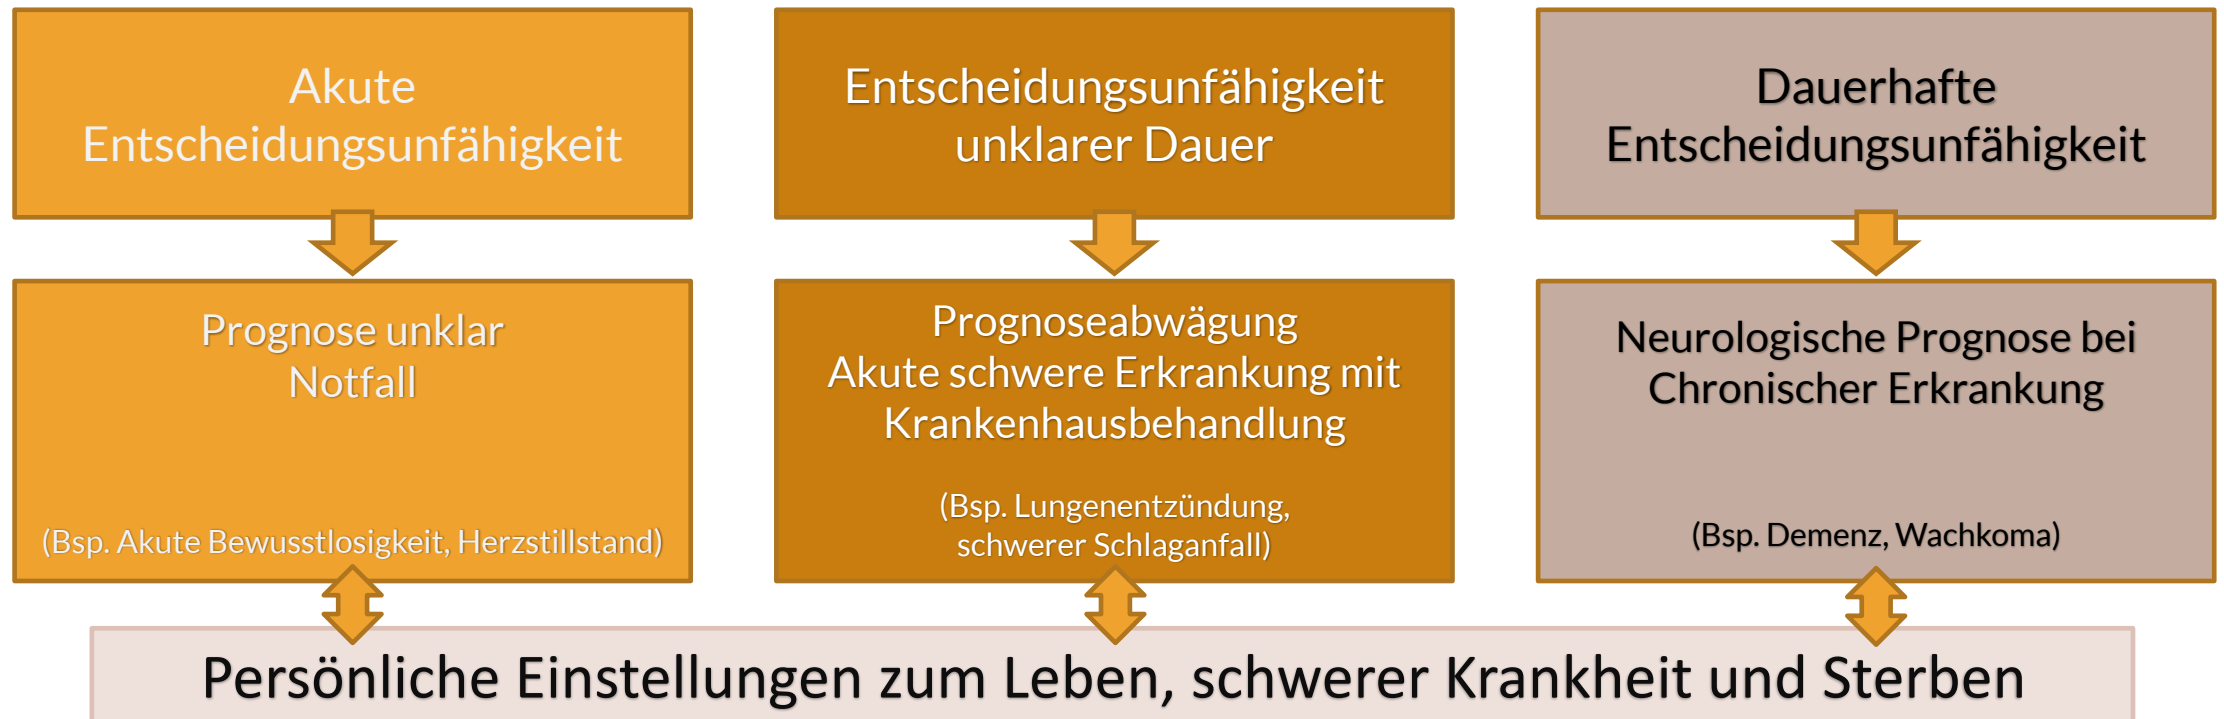 Akute
Entscheidungsunfähigkeit
Entscheidungsunfähigkeit
unklarer Dauer
Dauerhafte
Entscheidungsunfähigkeit
Prognose unklar
Notfall
(Bsp. Akute Bewusstlosigkeit, Herzstillstand)
Prognoseabwägung
Akute schwere Erkrankung mit
Krankenhausbehandlung
(Bsp. Lungenentzündung,
schwerer Schlaganfall)
Neurologische Prognose bei
Chronischer Erkrankung
(Bsp. Demenz, Wachkoma)
Persönliche Einstellungen zum Leben, schwerer Krankheit und Sterben